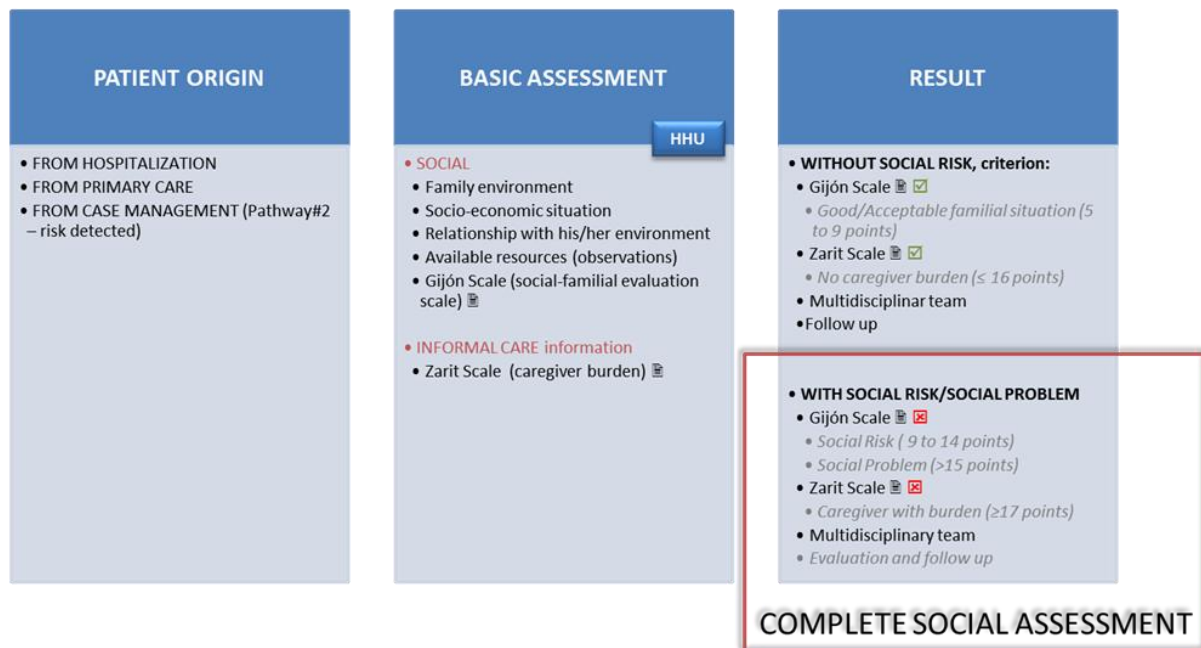 PATIENT ORIGIN
• FROM HOSPITALIZATION
• FROM PRIMARY CARE
• FROM CASE MANAGEMENT (Pathway#2
– risk detected)
BASIC ASSESSMENT
HHU
• SOCIAL
• Family environment
• Socio-economic situation
• Relationship with his/her environment
• Available resources (observations)
• Gijón Scale (social-familial evaluation
scale)
• INFORMAL CARE information
• Zarit Scale (caregiver burden)
RESULT
• WITHOUT SOCIAL RISK, criterion:
• Gijón Scale
• Good/Acceptable familial situation (5
to 9 points)
• Zarit Scale
• No caregiver burden (≤ 16 points)
• Multidisciplinar team
•Follow up
• WITH SOCIAL RISK/SOCIAL PROBLEM
• Gijón Scale
• Social Risk ( 9 to 14 points)
• Social Problem (>15 points)
• Zarit Scale
• Caregiver with burden (≥17 points)
• Multidisciplinary team
• Evaluation and follow up
COMPLETE SOCIAL ASSESSMENT